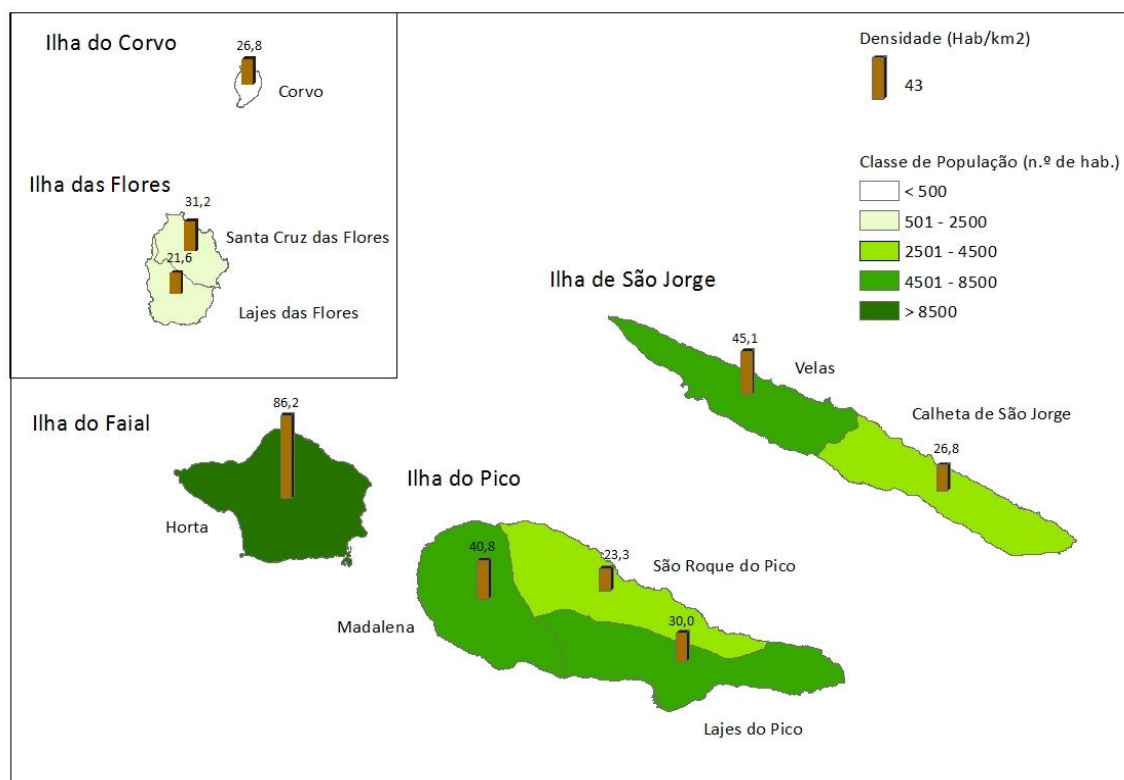 Ilha do Corvo
26,8
Corvo
Ilha das Flores
31,2
Santa Cruz das Flores
21,6
Lajes das Flores
Densidade (Hab/km2)
43
Classe de População (n.º de hab.)
< 500
501 - 2500
2501 - 4500
4501 - 8500
> 8500
Ilha de São Jorge
45,1
Velas
Calheta de São Jorge
26,8
Ilha do Faial
86,2
Horta
Ilha do Pico
40,8
23,3
São Roque do Pico
30,0
Madalena
Lajes do Pico